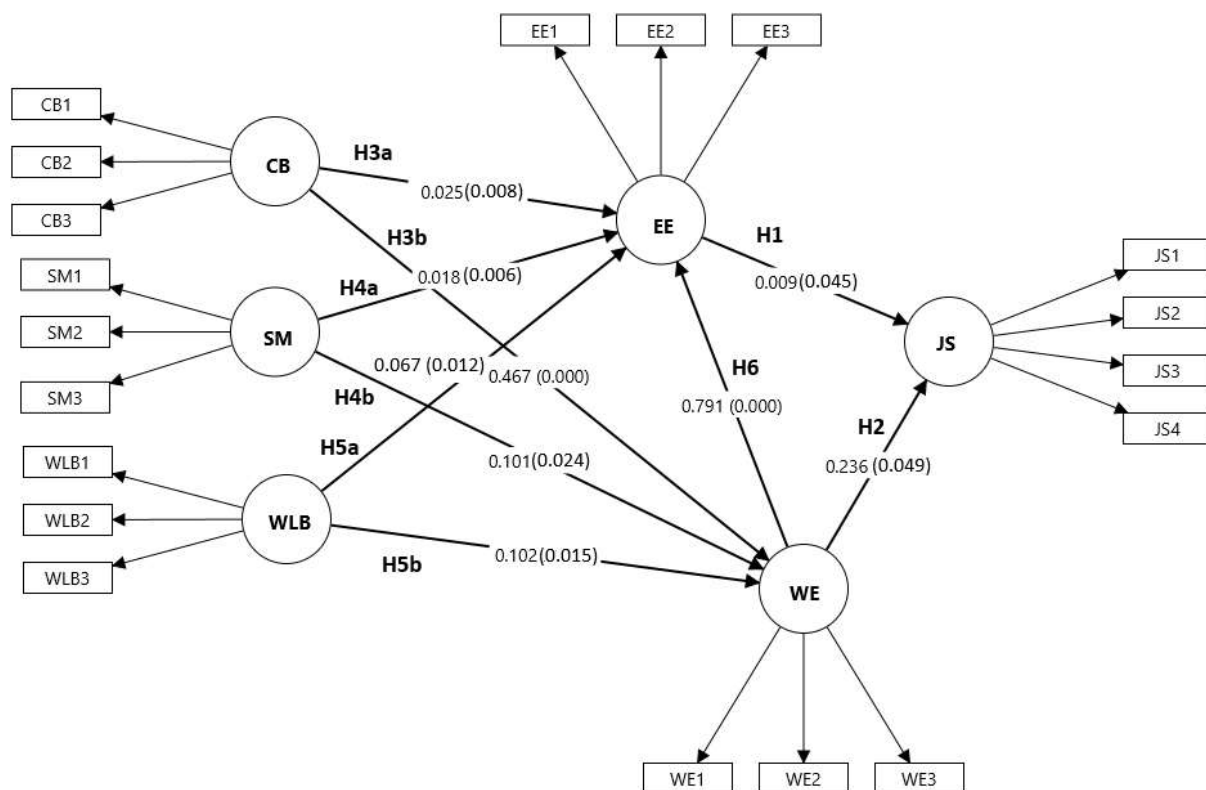 EE1
EE2
EE3
CB1
CB2
CB3
CB
H3a
0.025(0.008)
EE
H3b
H1
SM1
SM2
SM3
SM
H4a
0.018(0.006)
0.009(0.045)
JS1
JS2
JS3
JS4
JS
0.067 (0.012)
0.467 (0.000)
H4b
H6
0.791 (0.000)
H5a
H2
WLB1
WLB2
WLB3
WLB
0.101(0.024)
0.236(0.049)
H5b
0.102(0.015)
WE
WE1
WE2
WE3